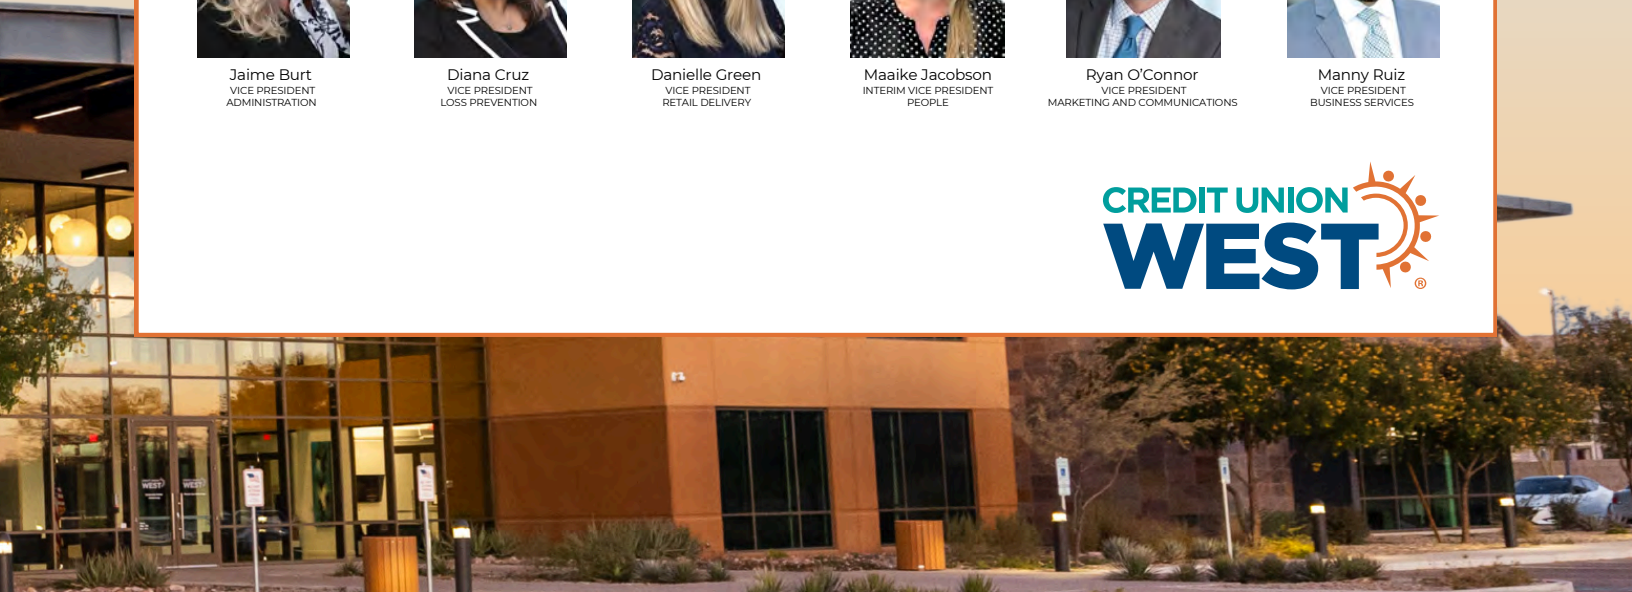 Jaime Burt
VICE PRESIDENT
ADMINISTRATION
Diana Cruz
VICE PRESIDENT
LOSS PREVENTION
Danielle Green
VICE PRESIDENT
RETAIL DELIVERY
Maaike Jacobson
INTERIM VICE PRESIDENT
PEOPLE
Ryan O’Connor
VICE PRESIDENT
MARKETING AND COMMUNICATIONS
Manny Ruiz
VICE PRESIDENT
BUSINESS SERVICES
CREDIT UNION
WEST
®
WEST
WEST